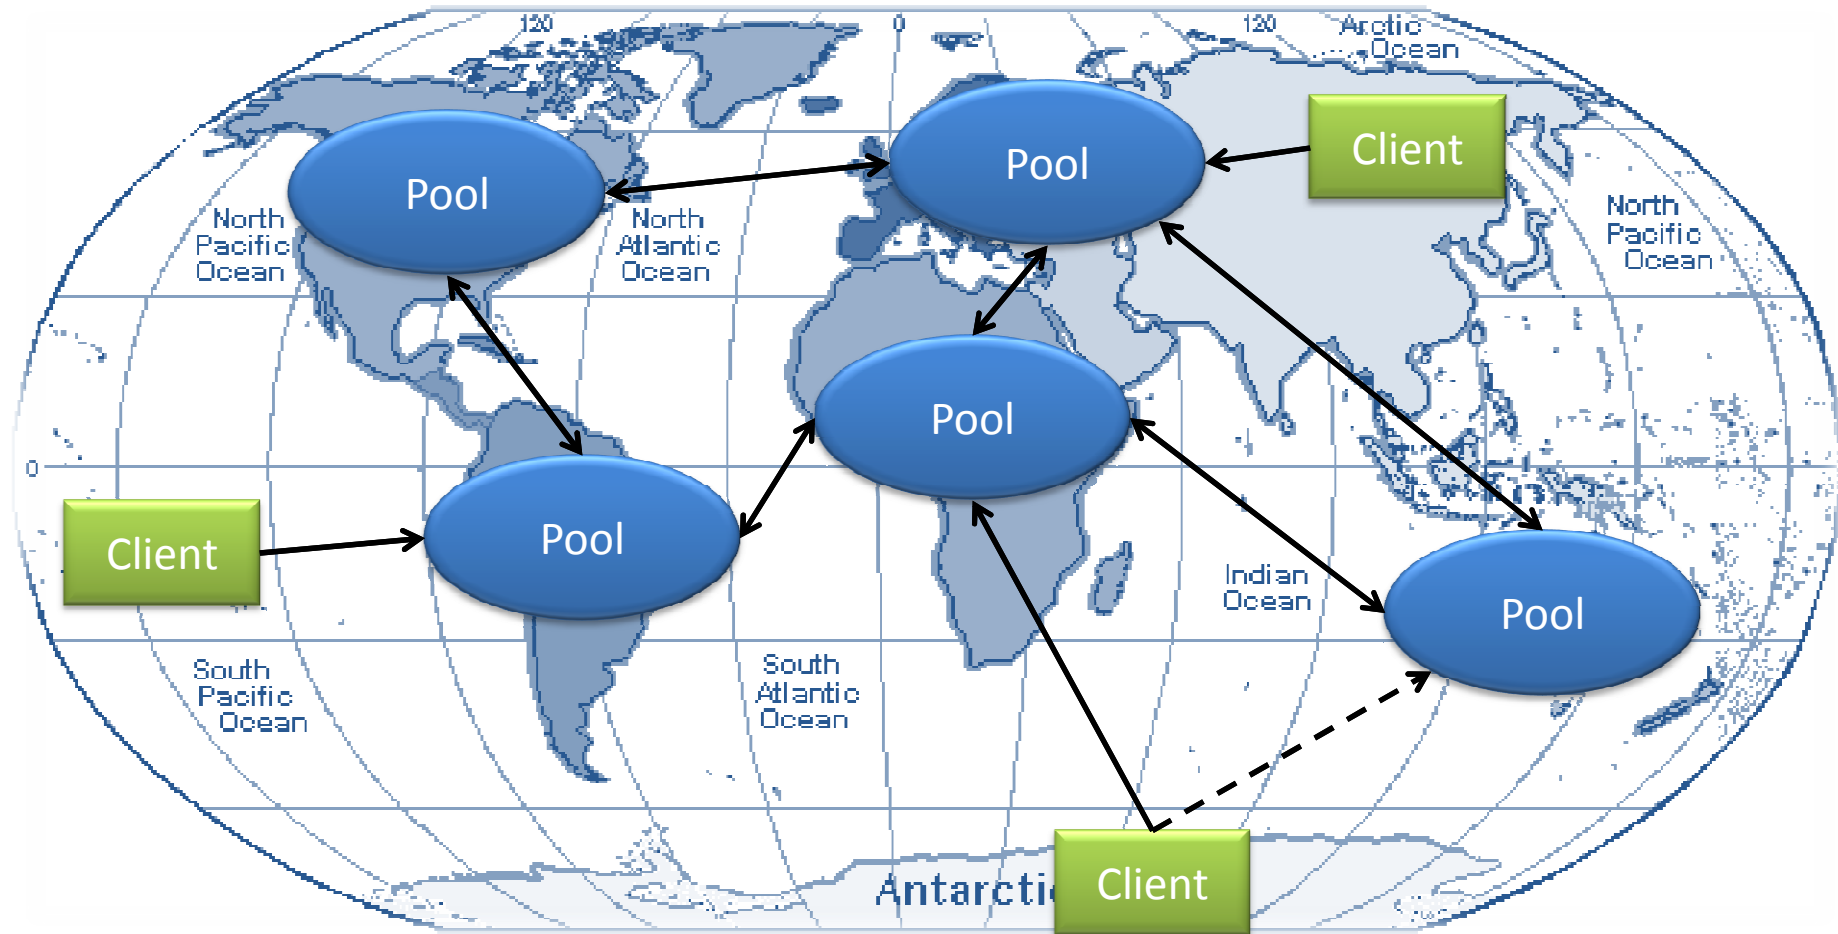 120
0
120
Arctic
Ocean
Client
Pool
Pool
North
Pacific
Ocean
North
Atlantic
Ocean
North
Pacific
Ocean
Pool
0
Client
Pool
Indian
Ocean
Pool
South
Pacific
Ocean
South
Atlantic
Ocean
Antarcti
Client